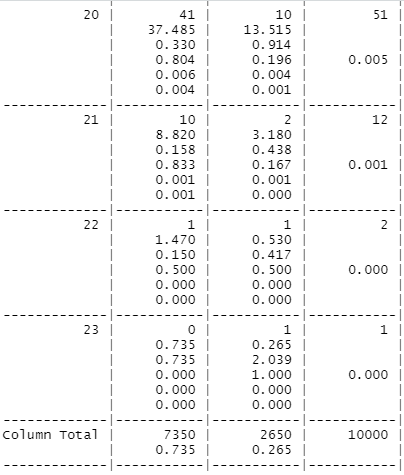 20 | 41 | 10 | 51 |
| 37.485 | 13.515 | |
| 0.330 | 0.914 | |
| 0.804 | 0.196 | 0.005 |
| 0.006 | 0.004 | |
| 0.004 | 0.001 | |
-----------|-----------|-----------|-----------|
21 | 10 | 2 | 12 |
| 8.820 | 3.180 | |
| 0.158 | 0.438 | |
| 0.833 | 0.167 | 0.001 |
| 0.001 | 0.001 | |
| 0.001 | 0.000 | |
-----------|-----------|-----------|-----------|
22 | 1 | 1 | 2 |
| 1.470 | 0.530 | |
| 0.150 | 0.417 | |
| 0.500 | 0.500 | 0.000 |
| 0.000 | 0.000 | |
| 0.000 | 0.000 | |
-----------|-----------|-----------|-----------|
23 | 0 | 1 | 1 |
| 0.735 | 0.265 | |
| 0.735 | 2.039 | |
| 0.000 | 1.000 | 0.000 |
| 0.000 | 0.000 | |
| 0.000 | 0.000 | |
-----------|-----------|-----------|-----------|
Column Total | 7350 | 2650 | 10000 |
| 0.735 | 0.265 | |
-----------|-----------|-----------|-----------|